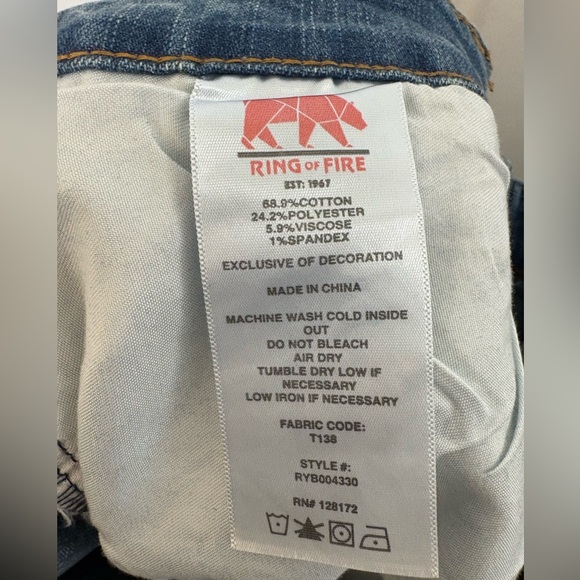 RING OF FIRE
EST: 1967
68.9%COTTON
24.2%POLYESTER
5.9%VISCOSE
1%SPANDEX
EXCLUSIVE OF DECORATION
MADE IN CHINA
MACHINE WASH COLD INSIDE
OUT
DO NOT BLEACH
AIR DRY
TUMBLE DRY LOW IF
NECESSARY
LOW IRON IF NECESSARY
FABRIC CODE:
T138
STYLE #:
RYB004330
RN# 128172